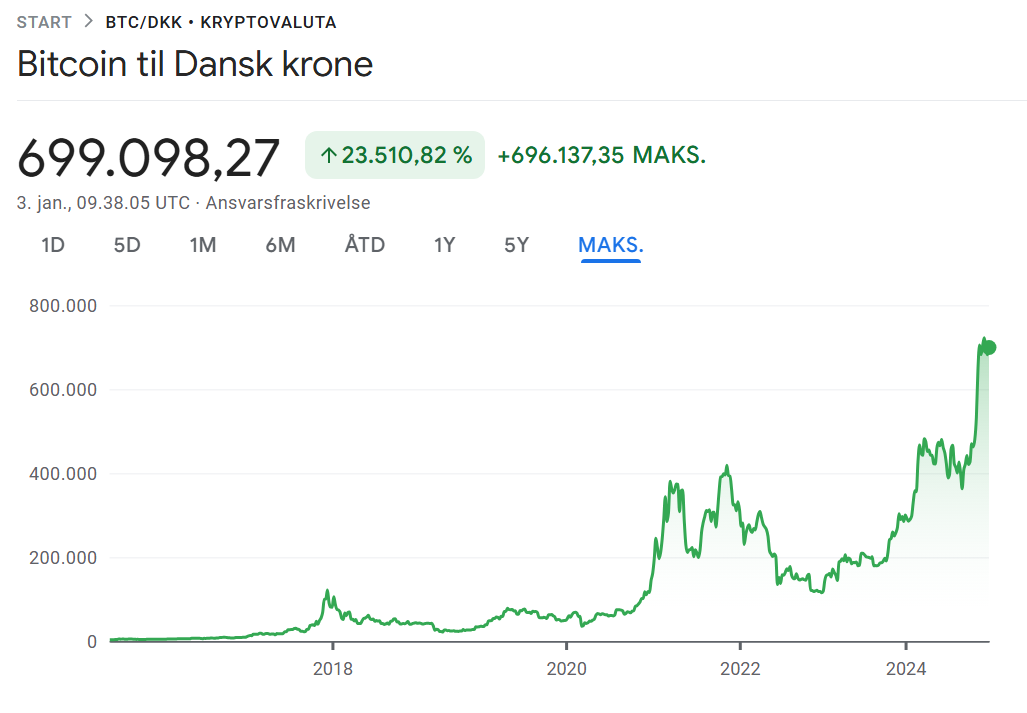 START > BTC/DKK • KRYPTOVALUTA
Bitcoin til Dansk krone
699.098,27 ↑ 23.510,82 % +696.137,35 MAKS.
3. jan., 09.38.05 UTC · Ansvarsfraskrivelse
1D 5D 1M 6M ÅTD 1Y 5Y MAKS.
800.000
600.000
400.000
200.000
0
2018 2020 2022 2024